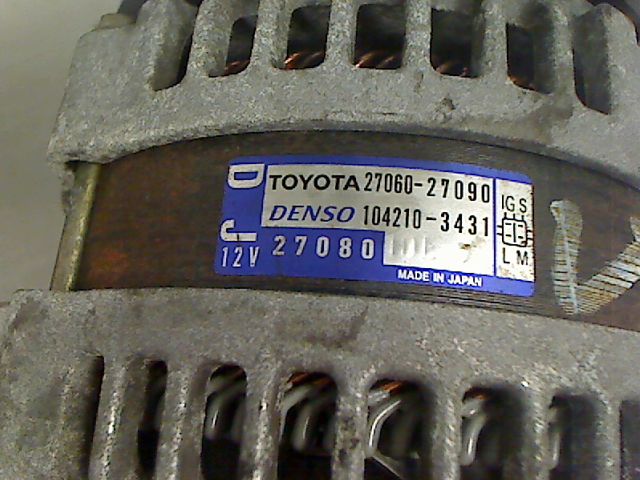 D
TOYOTA 27060-27090
DENSO 104210-3431
J
12V 27080
MADE IN JAPAN
IG S
L M